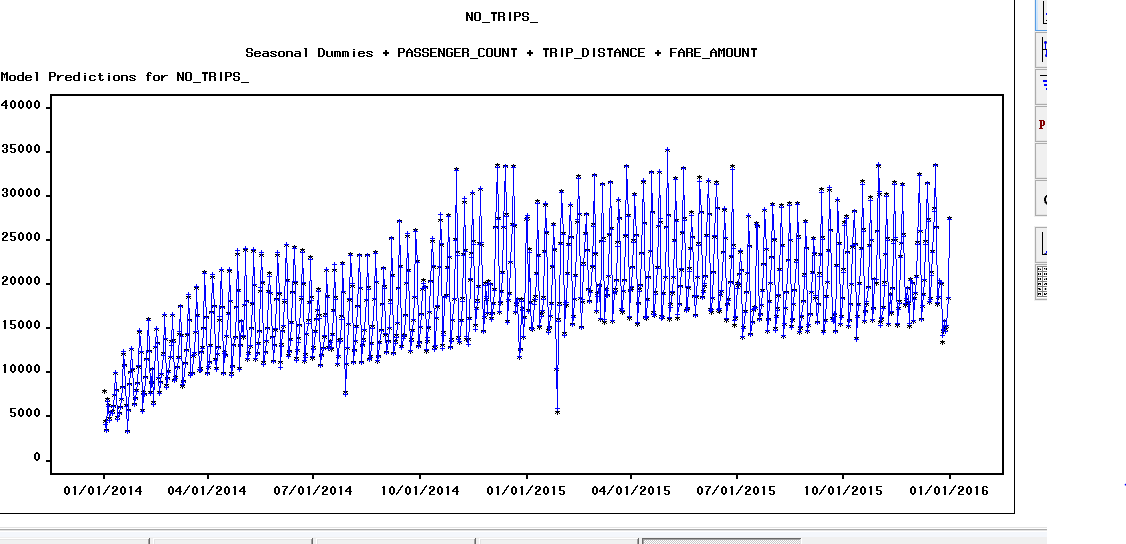 NO_TRIPS_
Seasonal Dummies + PASSENGER_COUNT + TRIP_DISTANCE + FARE_AMOUNT
Model Predictions for NO_TRIPS_
40000
35000
30000
25000
20000
15000
10000
5000
0
01/01/2014 04/01/2014 07/01/2014 10/01/2014 01/01/2015 04/01/2015 07/01/2015 10/01/2015 01/01/2016